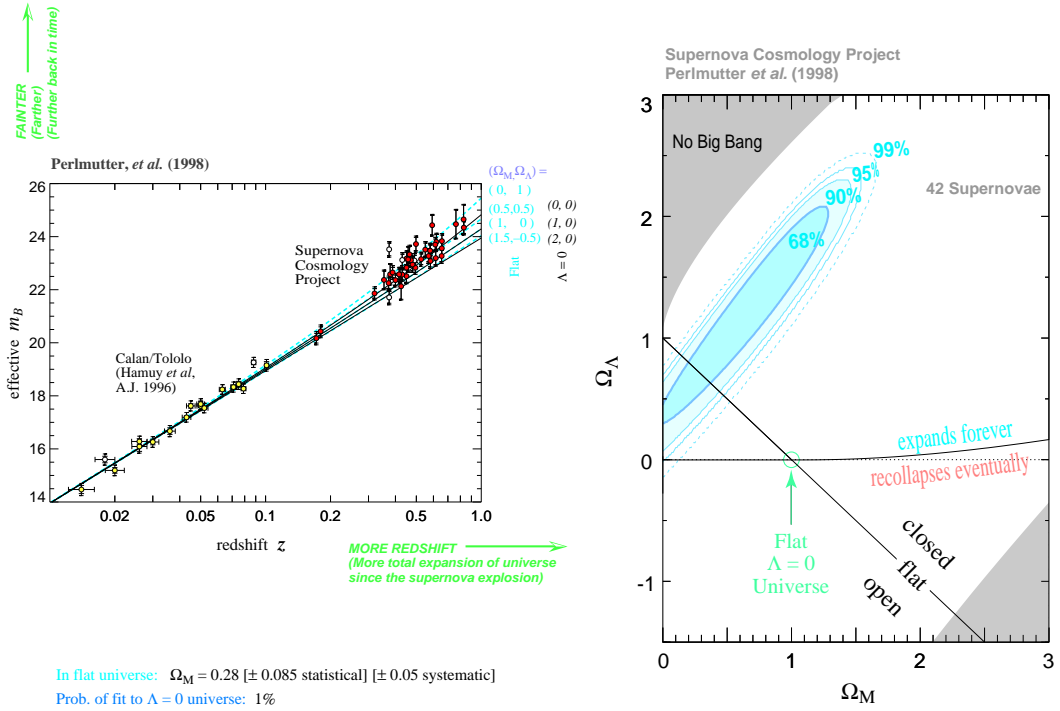 FAINTER
(Farther)
(Further back in time)
Perlmutter, et al. (1998)
(ΩM,ΩΛ) =
( 0, 1 )
(0.5,0.5)
( 1, 0 )
(1.5,–0.5)
(0, 0)
(1, 0)
(2, 0)
Flat
Λ = 0
26
24
22
20
18
16
14
effective mB
Supernova
Cosmology
Project
Calan/Tololo
(Hamuy et al,
A.J. 1996)
0.02
0.05
0.1
0.2
0.5
1.0
redshift z
MORE REDSHIFT
(More total expansion of universe
since the supernova explosion)
In flat universe: ΩM = 0.28 [± 0.085 statistical] [± 0.05 systematic]
Prob. of fit to Λ = 0 universe: 1%
Supernova Cosmology Project
Perlmutter et al. (1998)
3
2
1
0
-1
ΩΛ
No Big Bang
99%
95%
90%
68%
42 Supernovae
expands forever
recollapses eventually
Flat
Λ = 0
Universe
closed
flat
open
0
1
2
3
ΩM